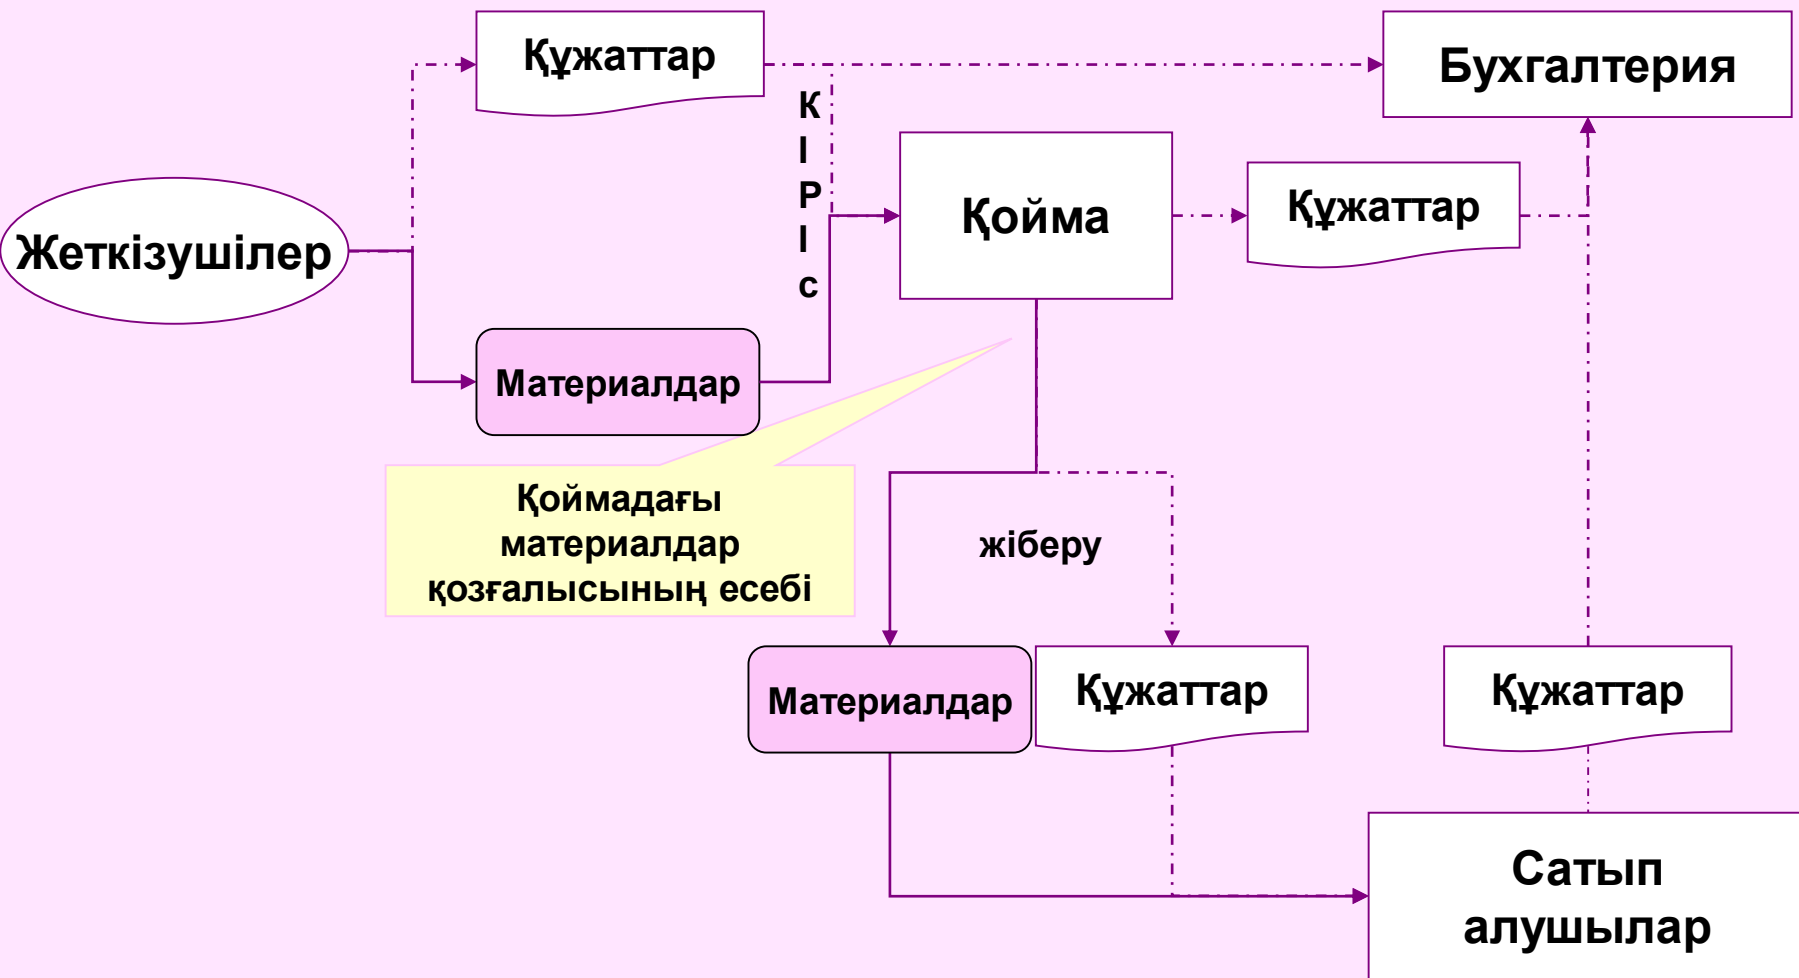 Құжаттар
Бухгалтерия
К
І
Р
І
с
Қойма
Құжаттар
Жеткізушілер
Материалдар
Қоймадағы
материалдар
қозғалысының есебі
жіберу
Материалдар
Құжаттар
Құжаттар
Сатып
алушылар